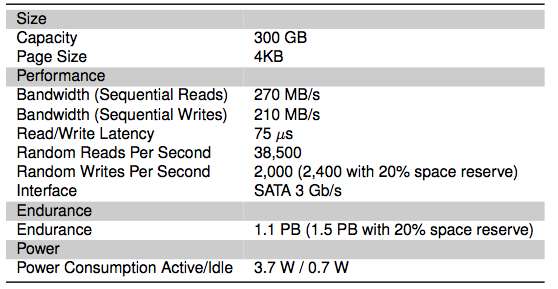 Size
Capacity 300 GB
Page Size 4KB
Performance
Bandwidth (Sequential Reads) 270 MB/s
Bandwidth (Sequential Writes) 210 MB/s
Read/Write Latency 75 μs
Random Reads Per Second 38,500
Random Writes Per Second 2,000 (2,400 with 20% space reserve)
Interface SATA 3 Gb/s
Endurance
Endurance 1.1 PB (1.5 PB with 20% space reserve)
Power
Power Consumption Active/Idle 3.7 W / 0.7 W